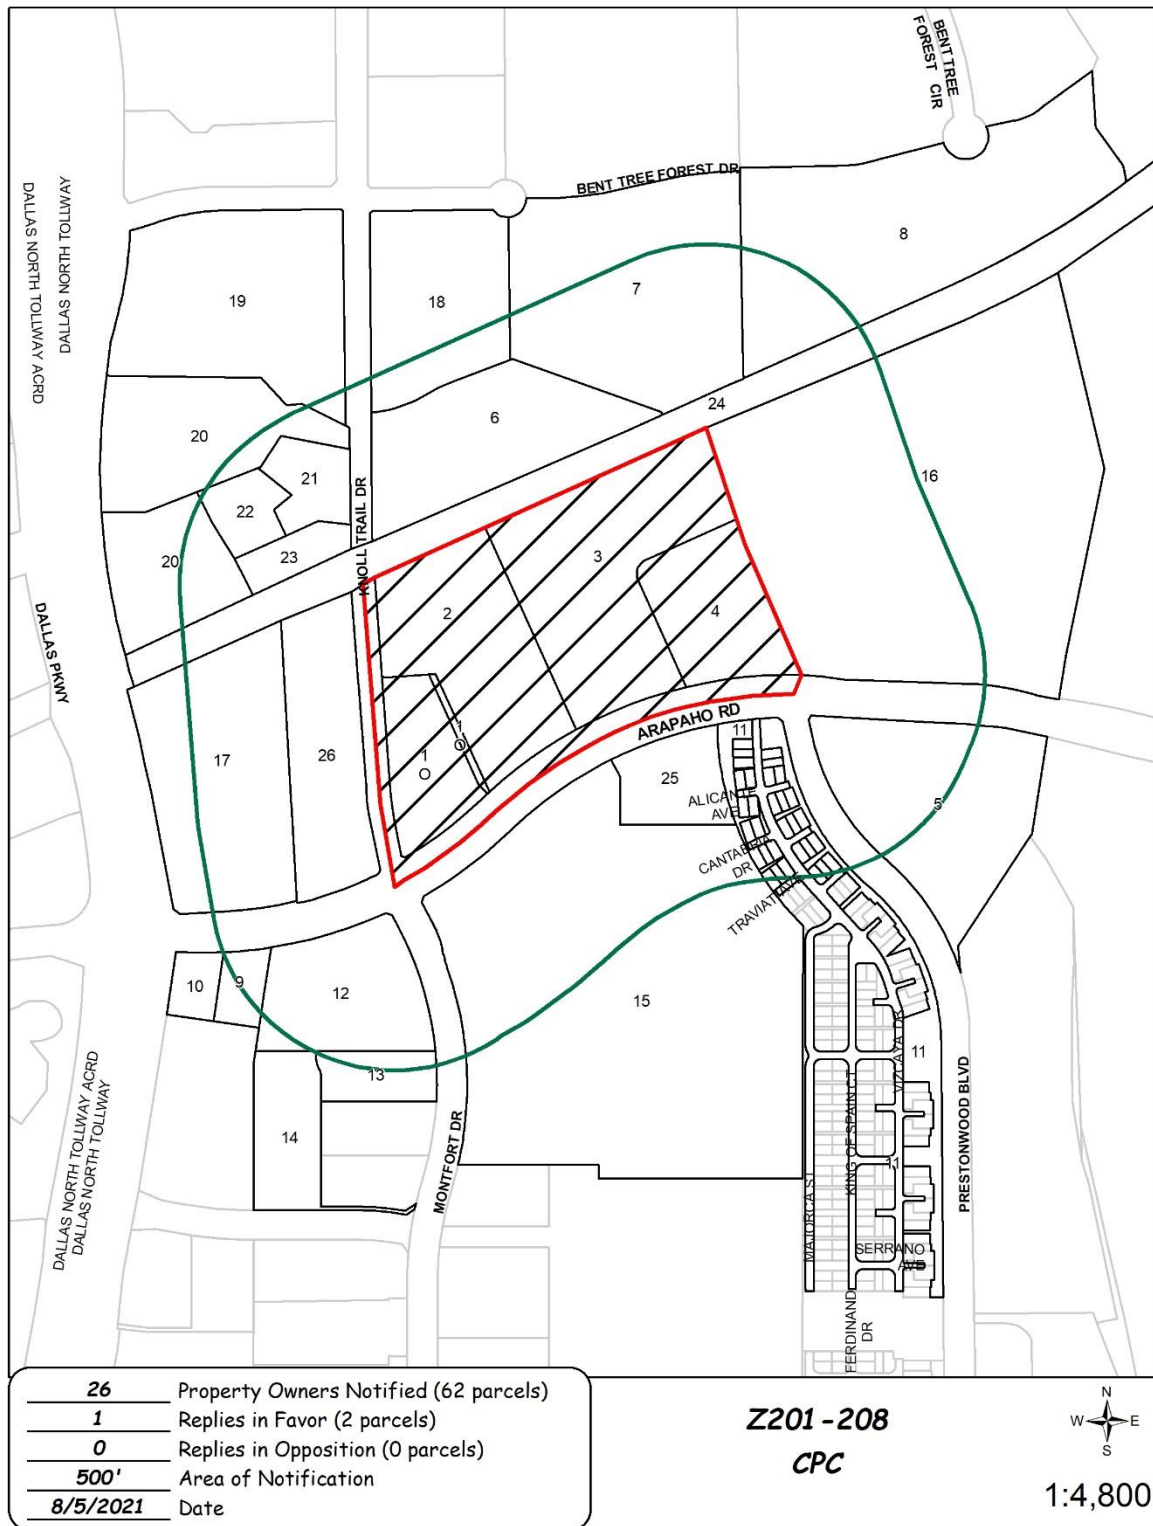 BENT TREE
FOREST CIR
BENT TREE FOREST DR
DALLAS NORTH TOLLWAY
DALLAS NORTH TOLLWAY ACRD
8
7
19
18
24
6
20
21
16
22
KNOLL TRAIL DR
3
20
23
2
4
DALLAS PKWY
ARAPAHO RD
1
1
11
17
26
25
5
ALICANTE
AVE
CANTABRIA
DR
TRAVIATA AVE
10
9
12
15
VIZCAYA DR
11
13
14
KING OF SPAIN CT
MAJORCA ST
11
PRESTONWOOD BLVD
MONTFORT DR
DALLAS NORTH TOLLWAY ACRD
DALLAS NORTH TOLLWAY
SERRANO
AVE
FERDINAND
DR
26 Property Owners Notified (62 parcels)
1 Replies in Favor (2 parcels)
0 Replies in Opposition (0 parcels)
500' Area of Notification
8/5/2021 Date
Z201-208
CPC
N
W E
S
1:4,800